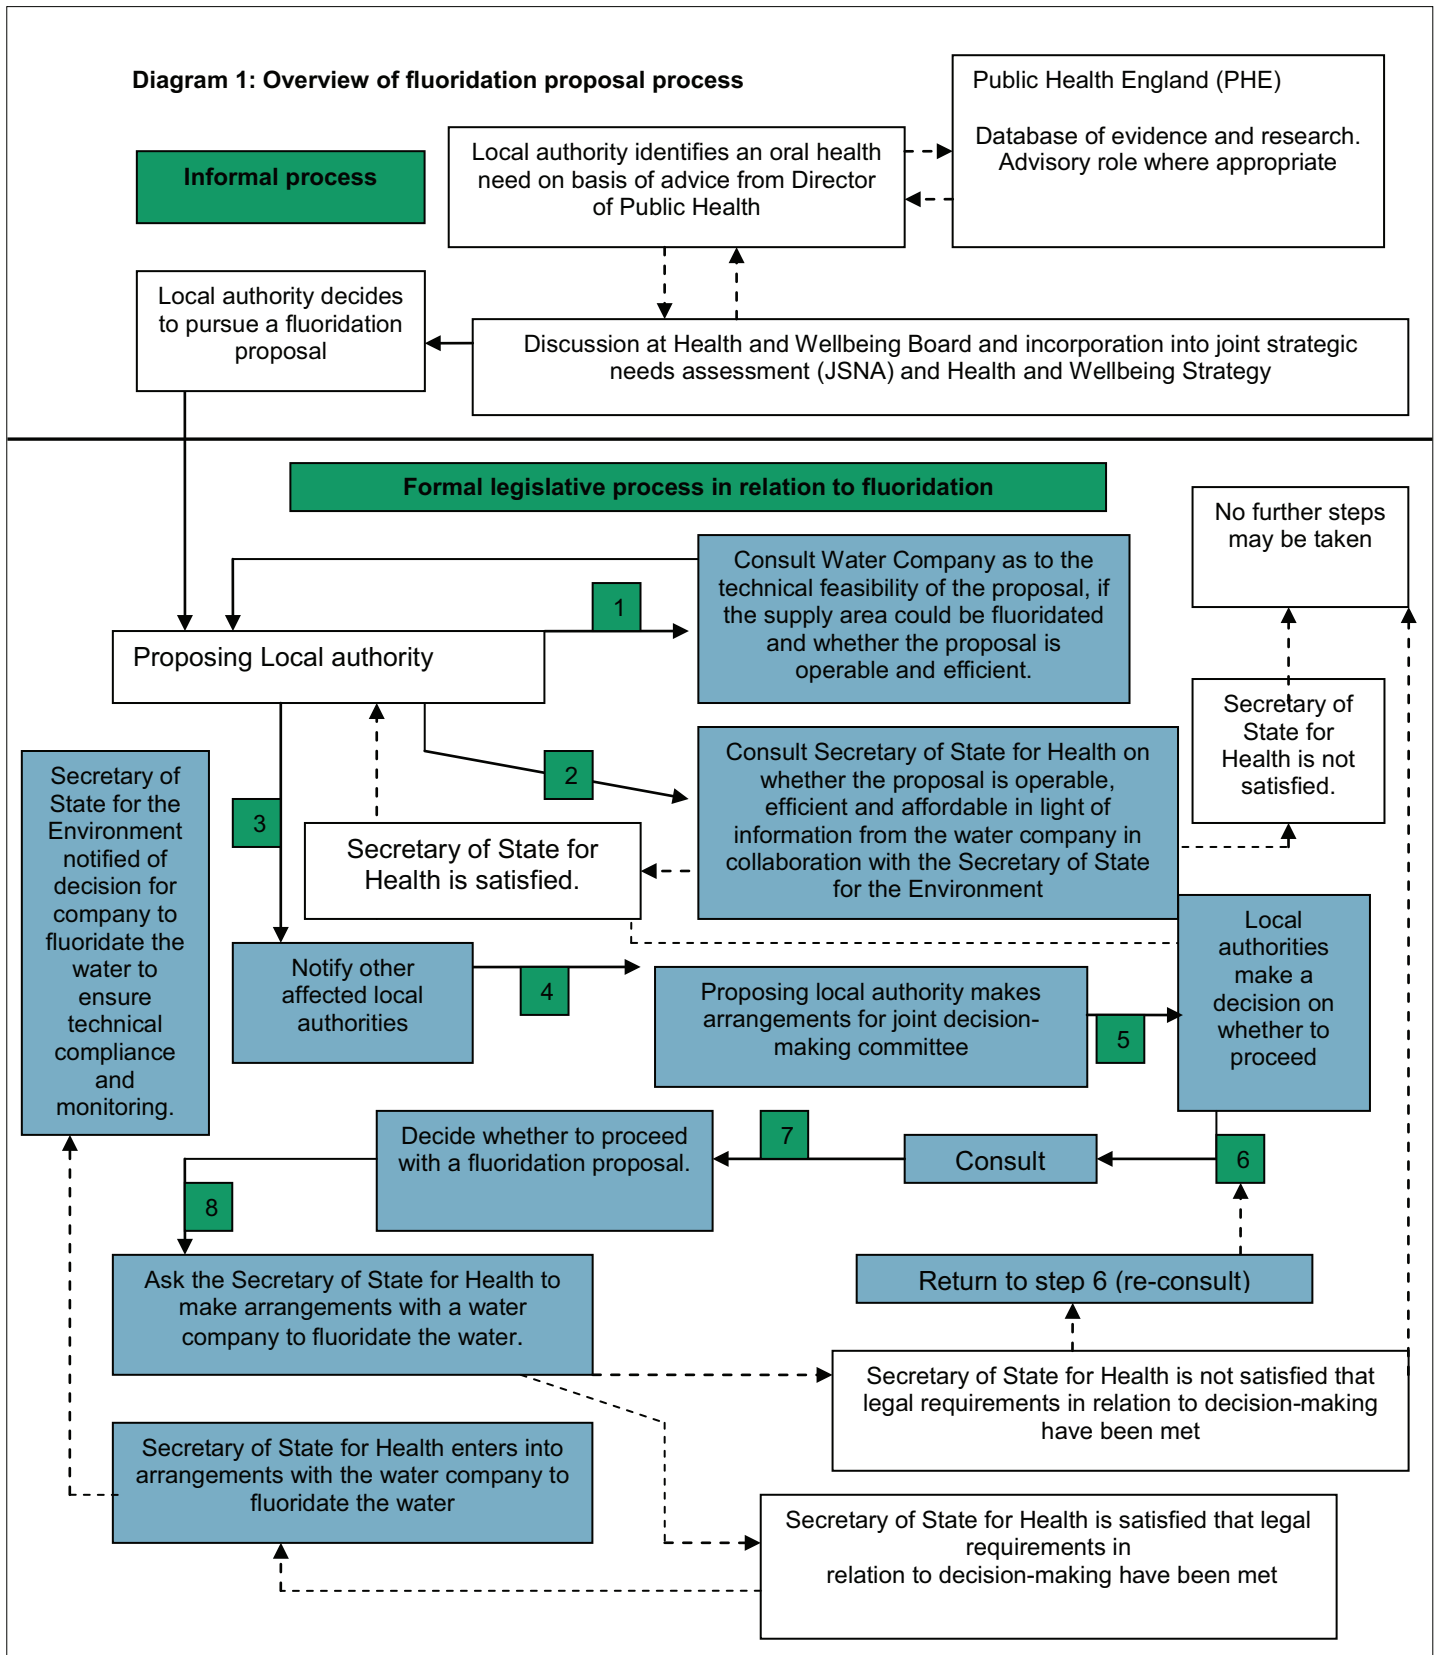 Diagram 1: Overview of fluoridation proposal process
Public Health England (PHE)
Database of evidence and research.
Advisory role where appropriate
Informal process
Local authority identifies an oral health
need on basis of advice from Director
of Public Health
Local authority decides
to pursue a fluoridation
proposal
Discussion at Health and Wellbeing Board and incorporation into joint strategic
needs assessment (JSNA) and Health and Wellbeing Strategy
Formal legislative process in relation to fluoridation
No further steps
may be taken
Consult Water Company as to the
technical feasibility of the proposal, if
the supply area could be fluoridated
and whether the proposal is
operable and efficient.
1
Proposing Local authority
Secretary of
State for
Health is not
satisfied.
Consult Secretary of State for Health on
whether the proposal is operable,
efficient and affordable in light of
information from the water company in
collaboration with the Secretary of State
for the Environment
2
Secretary of
State for the
Environment
notified of
decision for
company to
fluoridate the
water to
ensure
technical
compliance
and
monitoring.
3
Secretary of State for
Health is satisfied.
Local
authorities
make a
decision on
whether to
proceed
Notify other
affected local
authorities
4
Proposing local authority makes
arrangements for joint decision-
making committee
5
Decide whether to proceed
with a fluoridation proposal.
7
Consult
6
8
Ask the Secretary of State for Health to
make arrangements with a water
company to fluoridate the water.
Return to step 6 (re-consult)
Secretary of State for Health is not satisfied that
legal requirements in relation to decision-making
have been met
Secretary of State for Health enters into
arrangements with the water company to
fluoridate the water
Secretary of State for Health is satisfied that legal
requirements in
relation to decision-making have been met